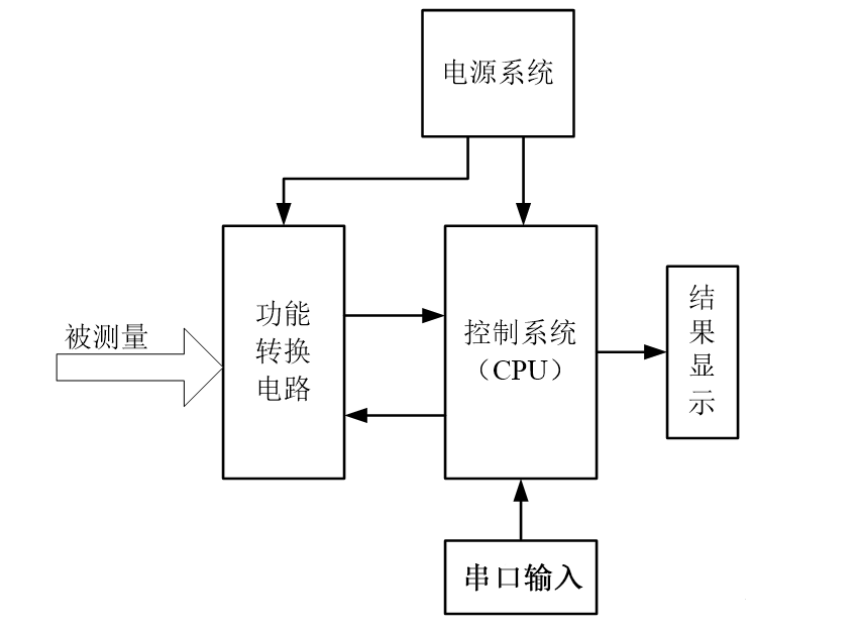 电源系统
被测量
功能
转换
电路
控制系统
（CPU）
结
果
显
示
串口输入